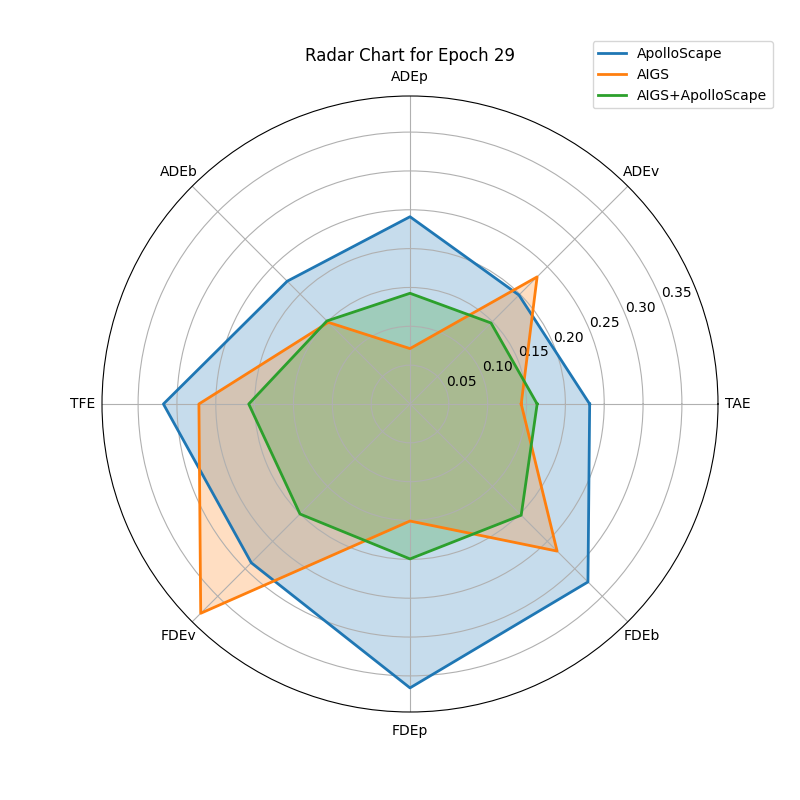 Radar Chart for Epoch 29
ApolloScape
AIGS
AIGS+ApolloScape
ADEp
ADEb
ADEv
0.35
0.30
0.25
0.20
0.15
0.10
0.05
TFE
TAE
FDEv
FDEb
FDEp